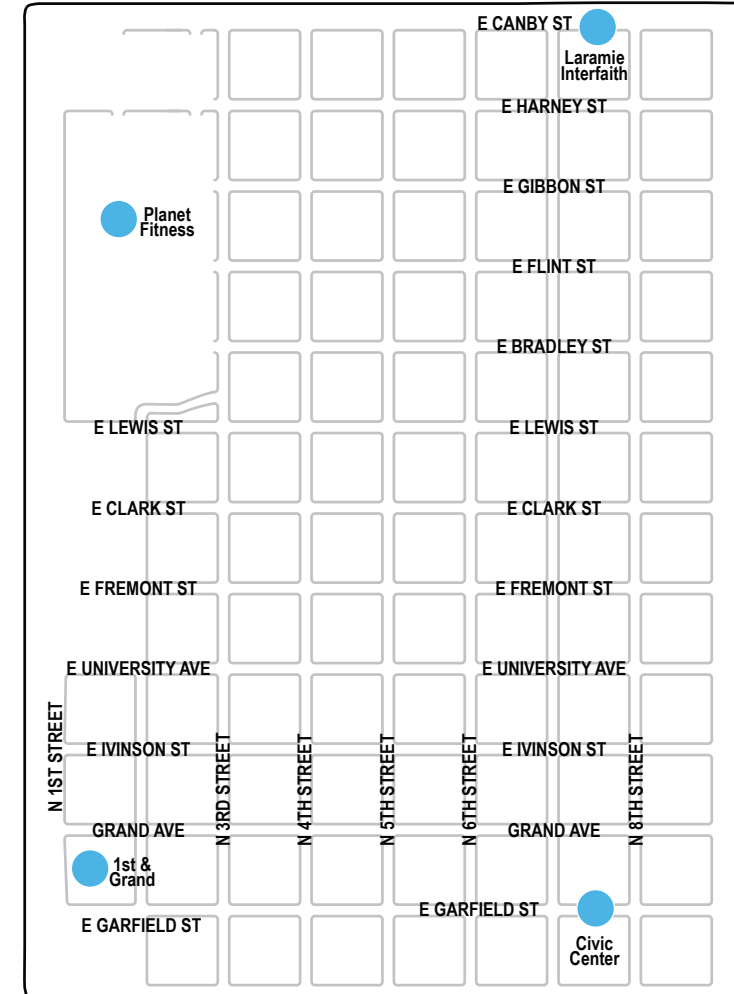 E CANBY ST
Laramie
Interfaith
E HARNEY ST
E GIBBON ST
Planet
Fitness
E FLINT ST
E BRADLEY ST
E LEWIS ST
E LEWIS ST
E CLARK ST
E CLARK ST
E FREMONT ST
E FREMONT ST
E UNIVERSITY AVE
E UNIVERSITY AVE
N 1ST STREET
E IVINSON ST
N 3RD STREET
N 4TH STREET
N 5TH STREET
N 6TH STREET
E IVINSON ST
N 8TH STREET
GRAND AVE
GRAND AVE
1st &
Grand
E GARFIELD ST
E GARFIELD ST
Civic
Center